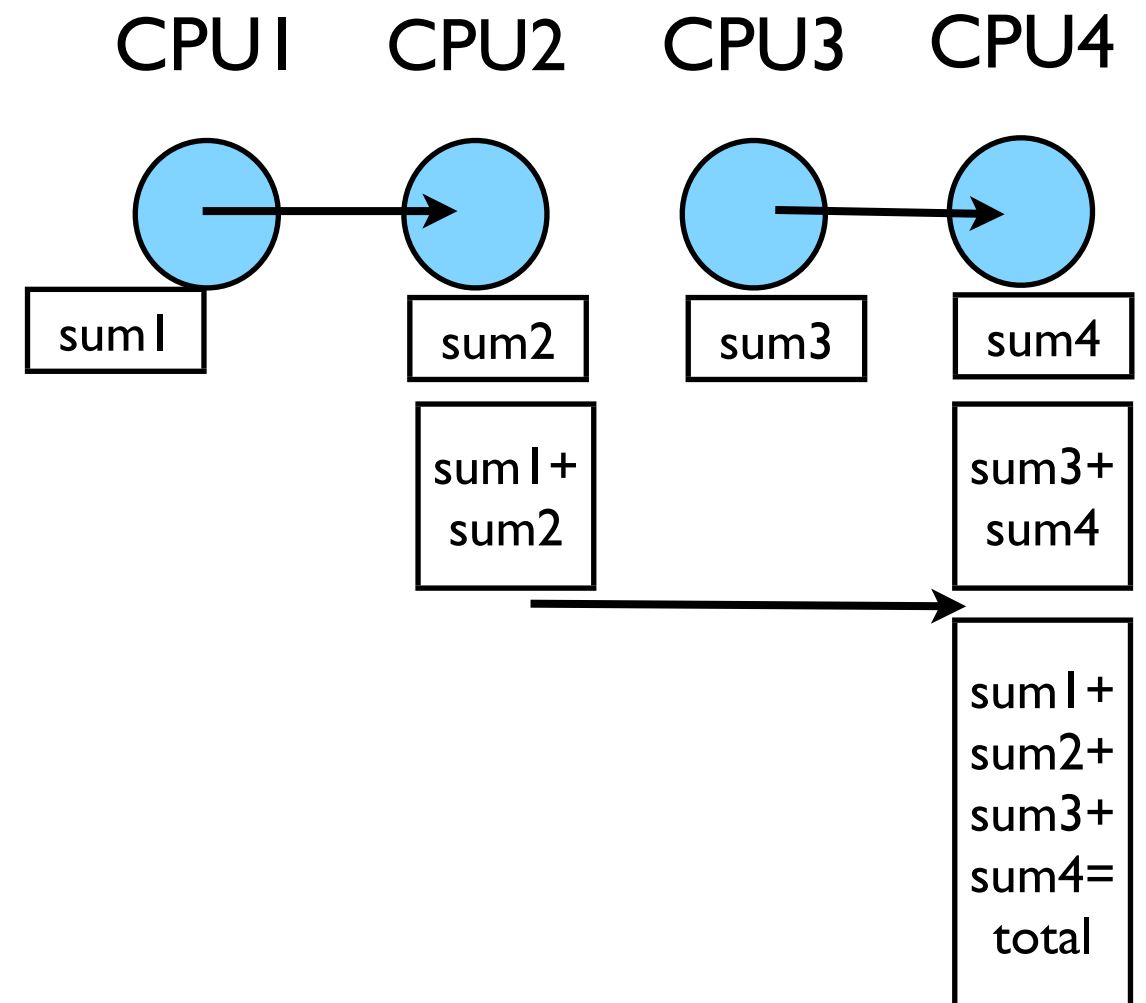 CPU1 CPU2 CPU3 CPU4
sum1 sum2 sum3 sum4
sum1+
sum2
sum3+
sum4
sum1+
sum2+
sum3+
sum4=
total